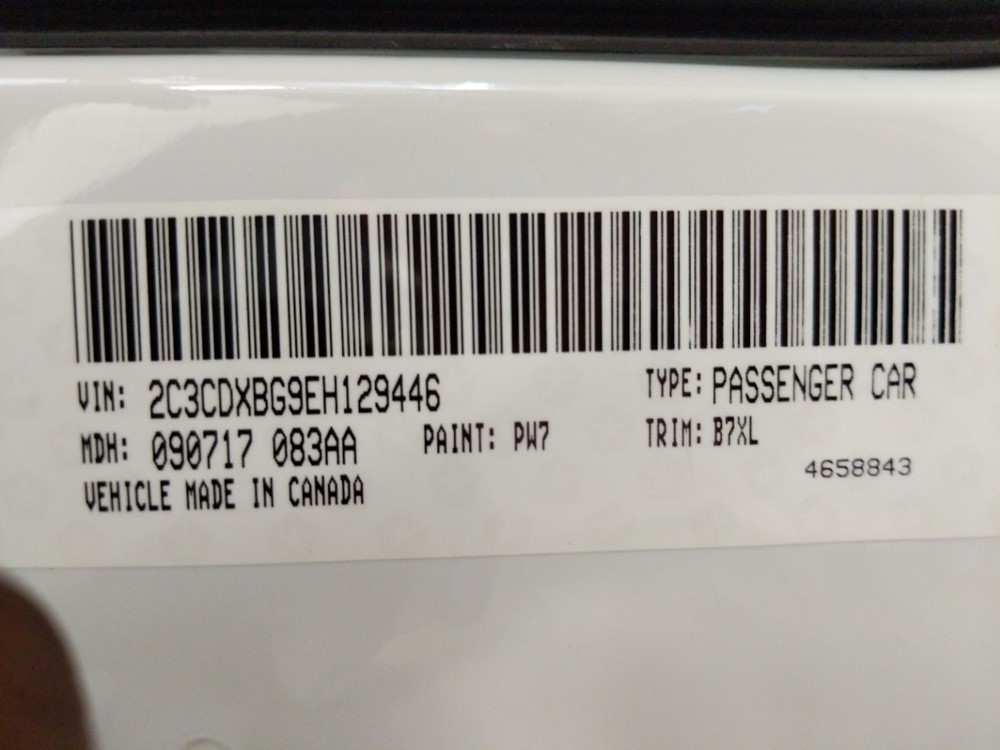 VIN: 2C3CDXBG9EH129446 TYPE: PASSENGER CAR
MDH: 090717 083AA PAINT: PW7 TRIM: B7XL
4658843
VEHICLE MADE IN CANADA